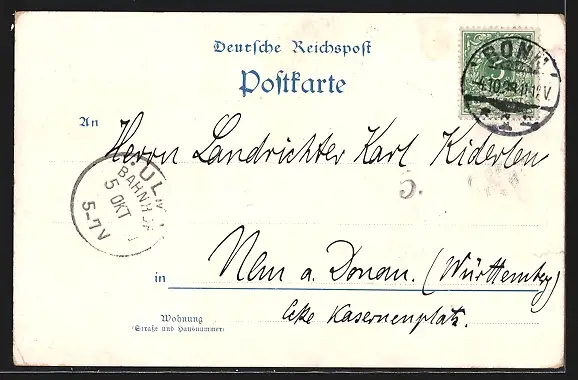 Deutsche Reichspost
Postkarte
BONN
An
Herrn Landrichter Karl Kiderlen
ULM
BAHNHOF
5 OKT
5-7V
5.
in Ulm a. Donau. (Württemberg)
Ecke Kasernenplatz.
Wohnung
(Straße und Hausnummer)